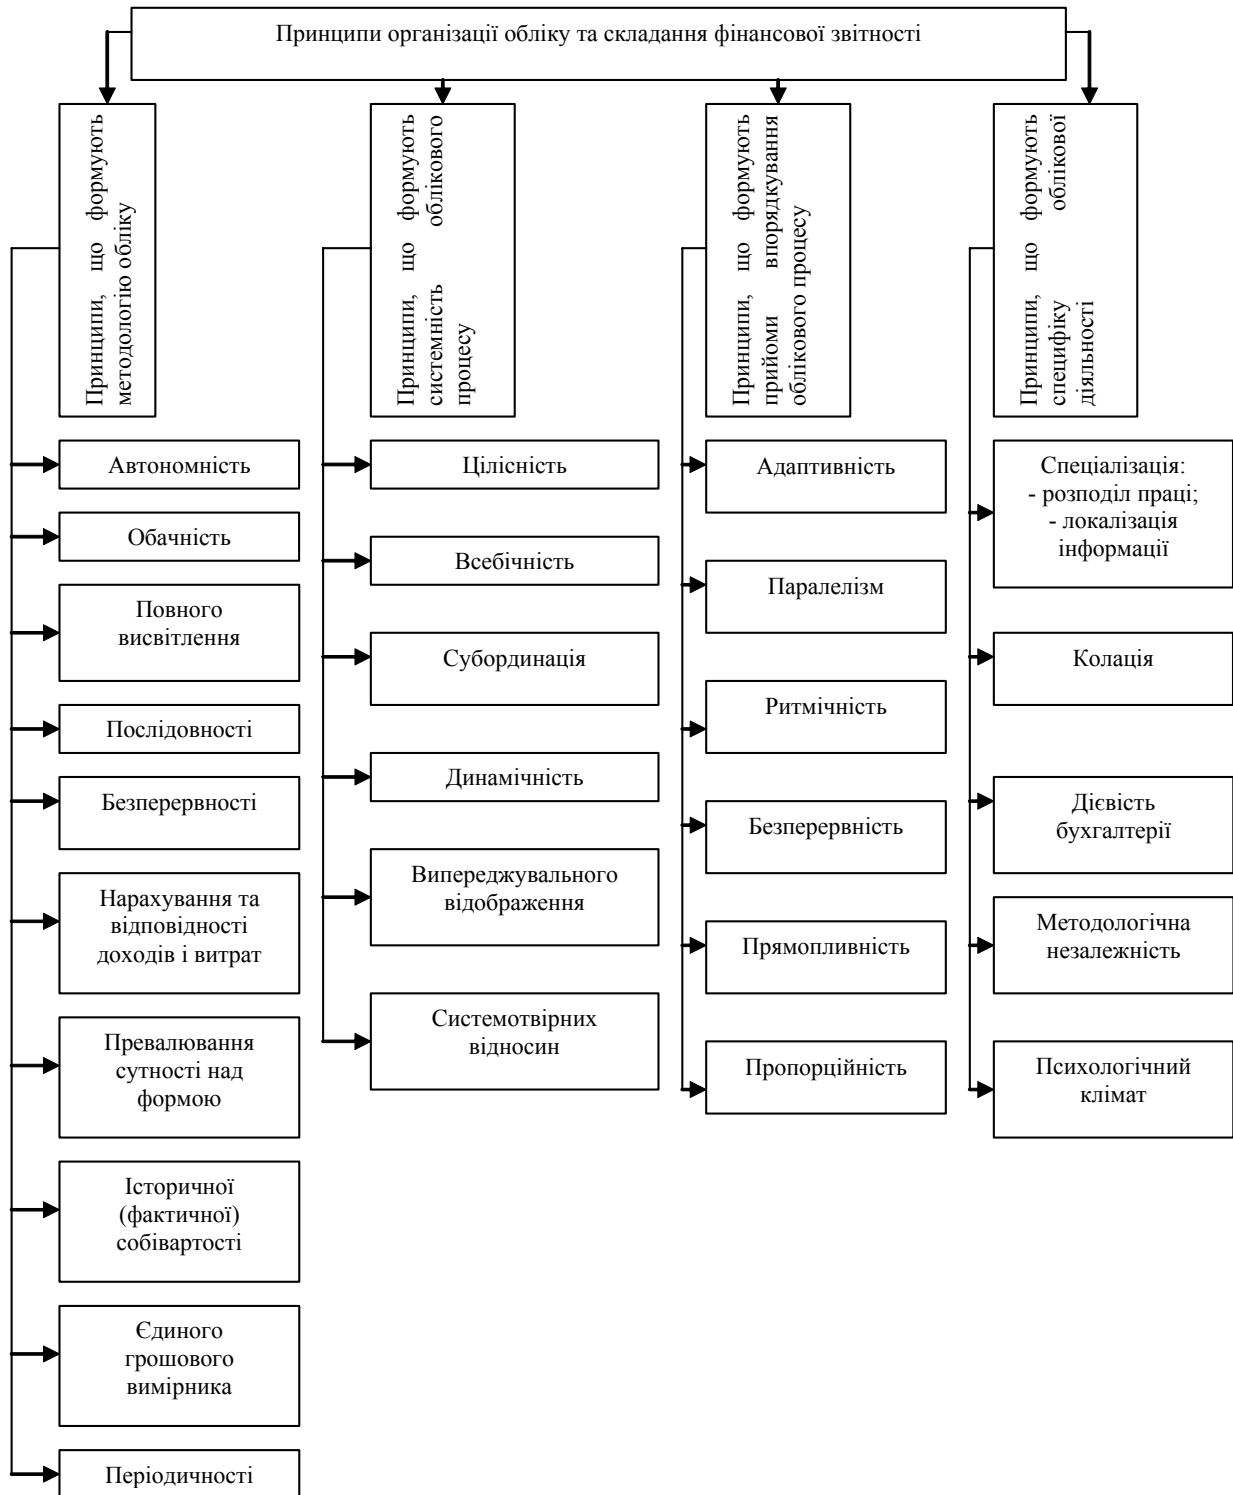 Принципи організації обліку та складання фінансової звітності
Принципи, що формують
методологію обліку
Автономність
Обачність
Повного
висвітлення
Послідовності
Безперервності
Нарахування та
відповідності
доходів і витрат
Превалювання
сутності над
формою
Історичної
(фактичної)
собівартості
Єдиного
грошового
вимірника
Періодичності
Принципи, що формують
системність облікового
процесу
Цілісність
Всебічність
Субординація
Динамічність
Випереджувального
відображення
Системотвірних
відносин
Принципи, що формують
прийоми впорядкування
облікового процесу
Адаптивність
Паралелізм
Ритмічність
Безперервність
Прямопливність
Пропорційність
Принципи, що формують
специфіку облікової
діяльності
Спеціалізація:
- розподіл праці;
- локалізація
інформації
Колація
Дієвість
бухгалтерії
Методологічна
незалежність
Психологічний
клімат